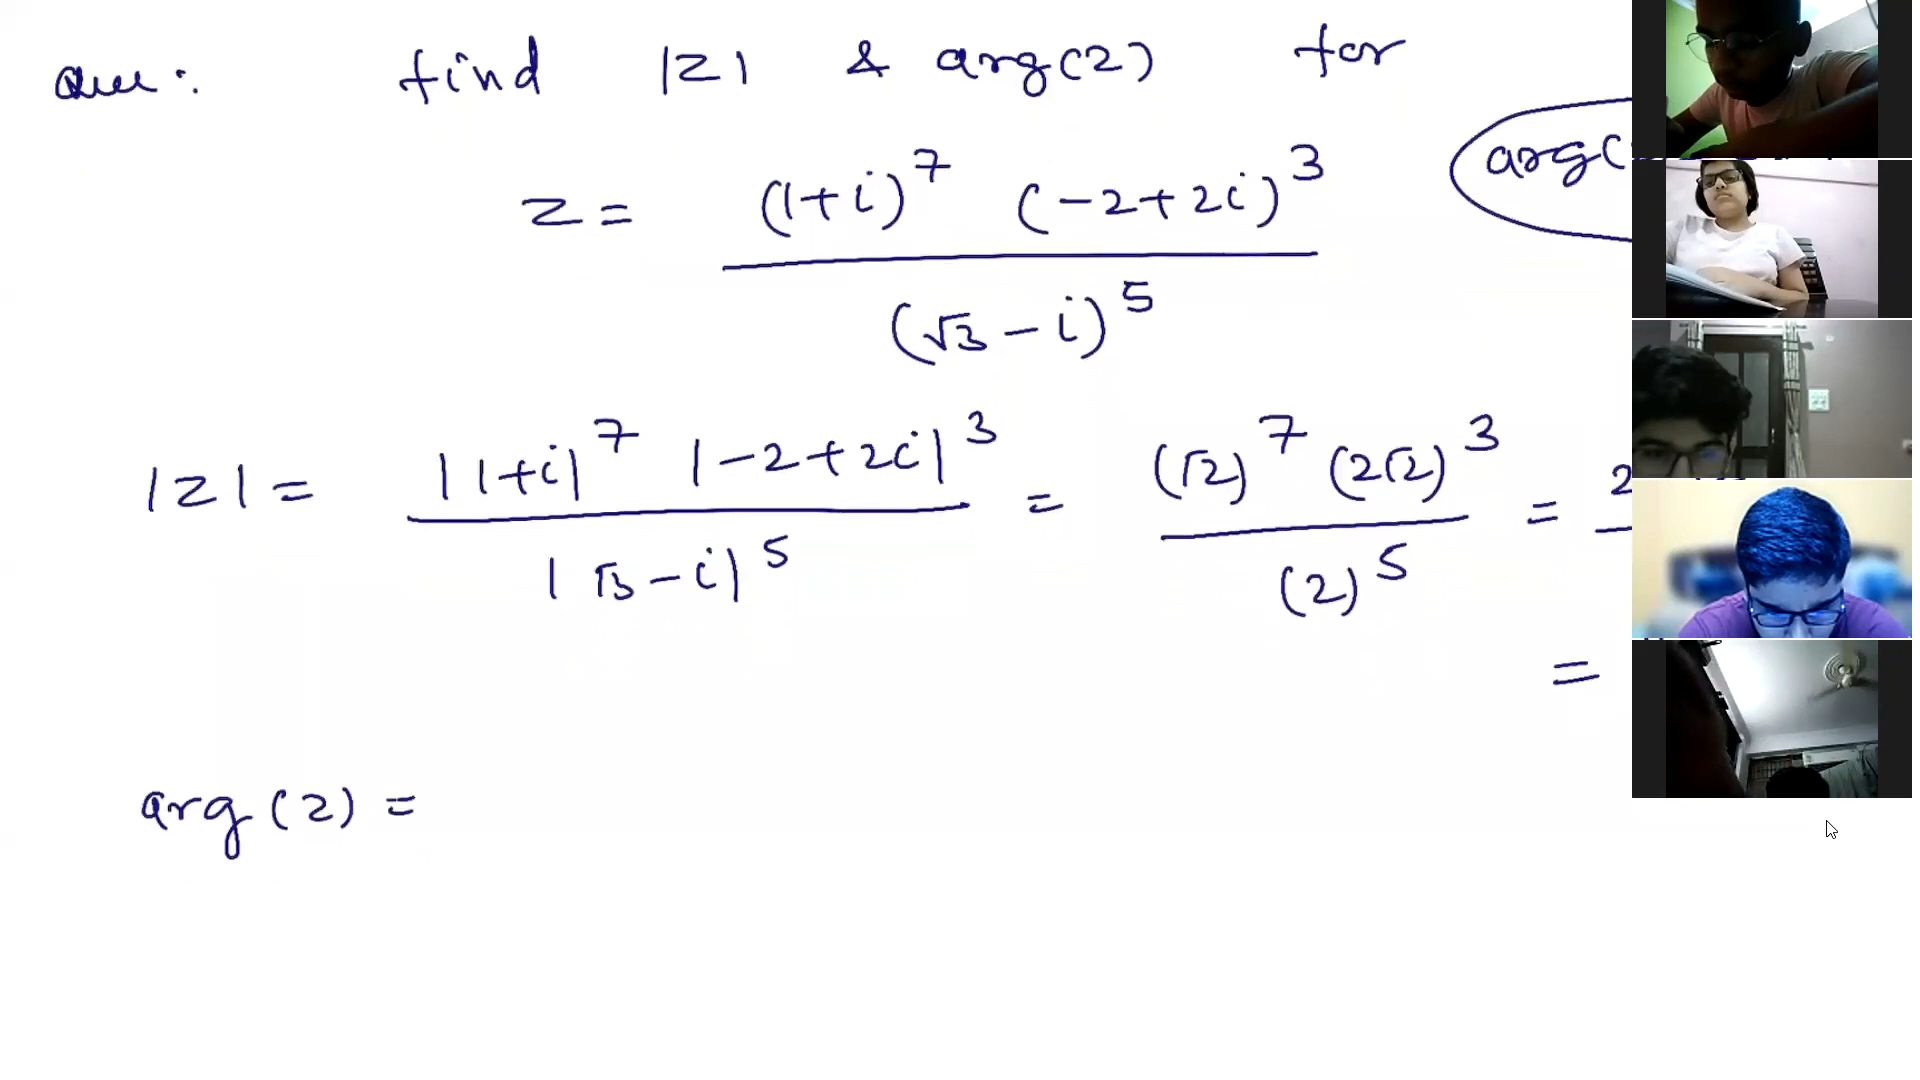 Que: find |z| & arg(z) for
z = (1+i)^7 (-2+2i)^3 / (√3 - i)^5
arg(
|z| = |1+i|^7 |-2+2i|^3 / |√3 - i|^5 = (√2)^7 (2√2)^3 / (2)^5 = 2
=
arg(z) =